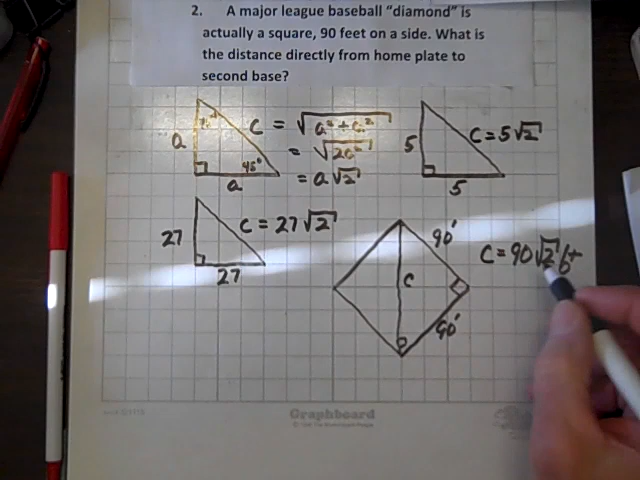 2. A major league baseball “diamond” is
actually a square, 90 feet on a side. What is
the distance directly from home plate to
second base?
a
45°
a
C = √a² + a²
= √2a²
= a√2
5
5
C = 5√2
27
27
C = 27√2
90'
C
90'
C = 90√2 ft
Graphboard